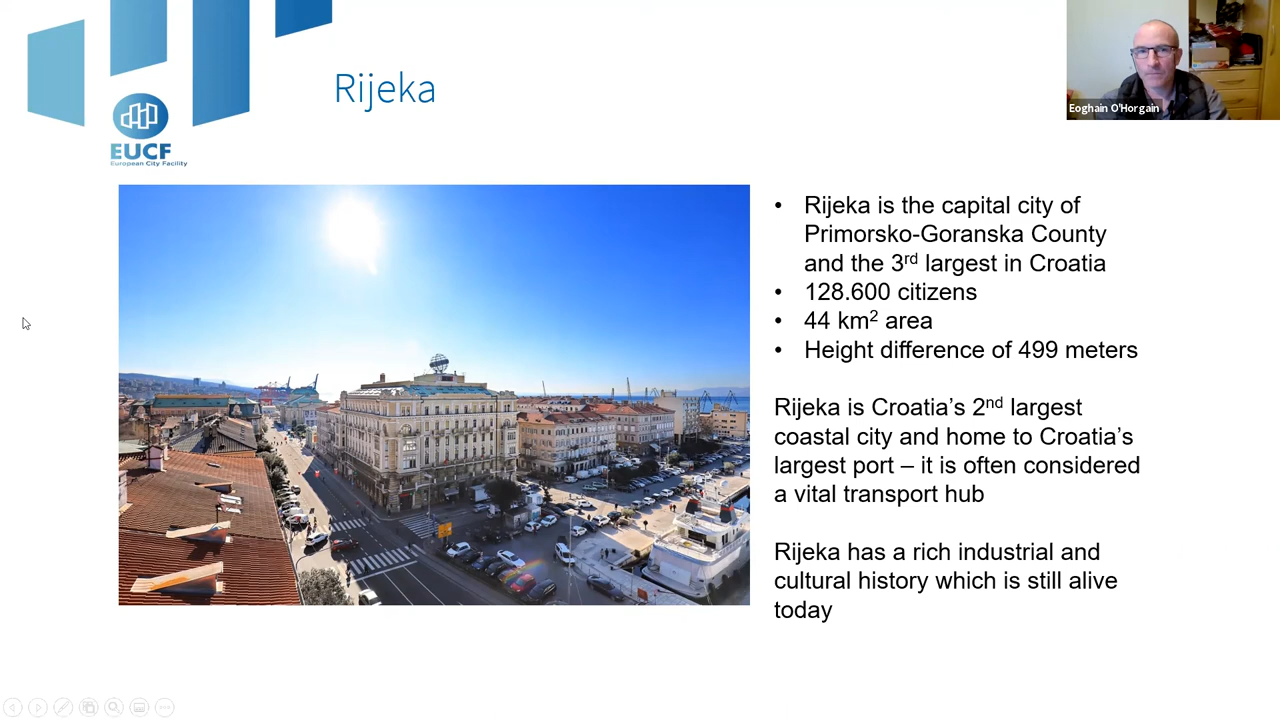 Rijeka
Eoghain O'Horgain
EUCF
European City Facility
• Rijeka is the capital city of
Primorsko-Goranska County
and the 3rd largest in Croatia
• 128.600 citizens
• 44 km² area
• Height difference of 499 meters
Rijeka is Croatia's 2nd largest
coastal city and home to Croatia's
largest port – it is often considered
a vital transport hub
Rijeka has a rich industrial and
cultural history which is still alive
today